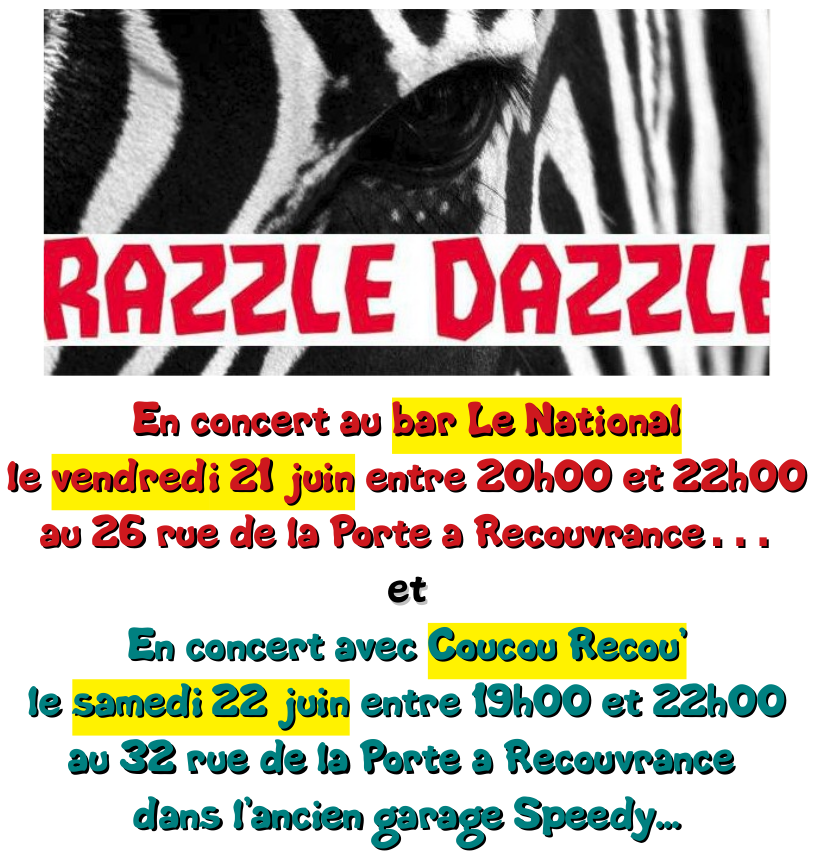 RAZZLE DAZZLE
En concert au bar Le National
le vendredi 21 juin entre 20h00 et 22h00
au 26 rue de la Porte a Recouvrance...
et
En concert avec Coucou Recou'
le samedi 22 juin entre 19h00 et 22h00
au 32 rue de la Porte a Recouvrance
dans l'ancien garage Speedy...